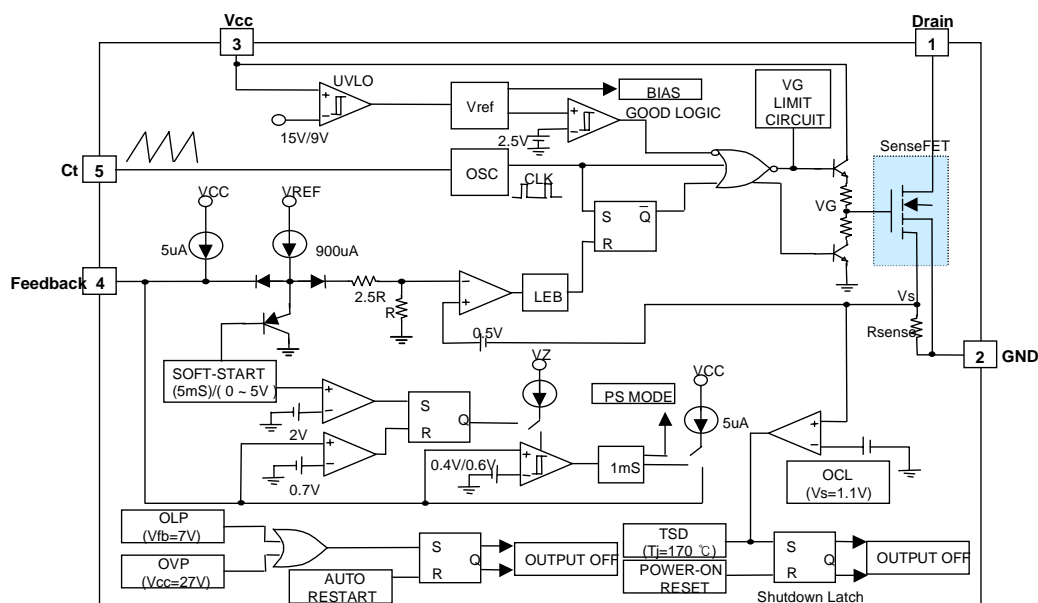 Vcc
3
Drain
1
UVLO
15V/9V
Vref
BIAS
GOOD LOGIC
2.5V
VG
LIMIT
CIRCUIT
SenseFET
Ct
5
OSC
CLK
S
R
Q
VG
VCC
5uA
VREF
900uA
Feedback
4
2.5R
R
LEB
0.5V
Vs
Rsense
2
GND
SOFT-START
(5mS)/( 0 ~ 5V)
2V
0.7V
S
R
Q
VZ
0.4V/0.6V
1mS
PS MODE
VCC
5uA
OCL
(Vs=1.1V)
OLP
(Vfb=7V)
OVP
(Vcc=27V)
AUTO
RESTART
S
R
Q
OUTPUT OFF
TSD
(Tj=170 ℃)
POWER-ON
RESET
S
R
Q
Shutdown Latch
OUTPUT OFF